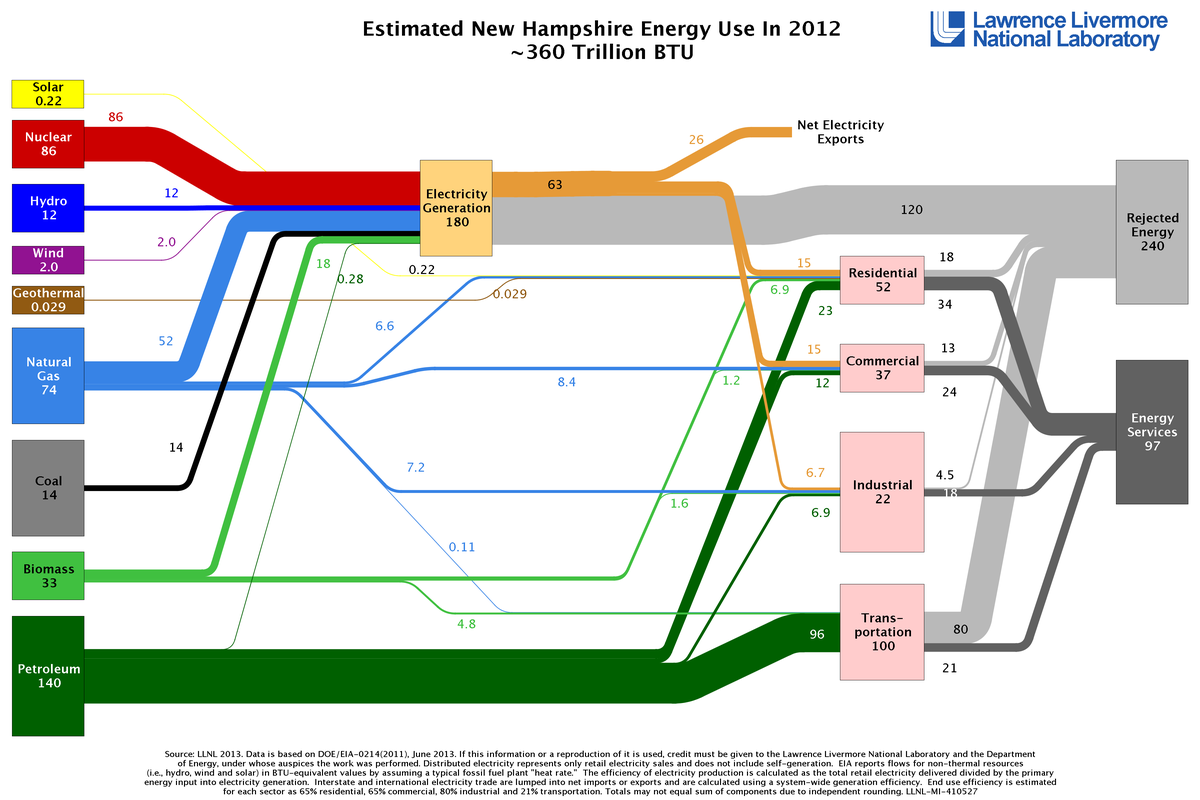 Estimated New Hampshire Energy Use In 2012
~360 Trillion BTU
Lawrence Livermore
National Laboratory
Solar
0.22
Nuclear
86
Hydro
12
Wind
2.0
Geothermal
0.029
Natural
Gas
74
Coal
14
Biomass
33
Petroleum
140
86
12
2.0
52
14
18
0.28
0.22
0.029
6.6
8.4
7.2
0.11
4.8
Electricity
Generation
180
63
26
Net Electricity
Exports
120
15
6.9
23
15
1.2
12
6.7
1.6
6.9
96
Residential
52
Commercial
37
Industrial
22
Trans-
portation
100
18
34
13
24
4.5
18
80
21
Rejected
Energy
240
Energy
Services
97
Source: LLNL 2013. Data is based on DOE/EIA-0214(2011), June 2013. If this information or a reproduction of it is used, credit must be given to the Lawrence Livermore National Laboratory and the Department
of Energy, under whose auspices the work was performed. Distributed electricity represents only retail electricity sales and does not include self-generation. EIA reports flows for non-thermal resources
(i.e., hydro, wind and solar) in BTU-equivalent values by assuming a typical fossil fuel plant "heat rate." The efficiency of electricity production is calculated as the total retail electricity delivered divided by the primary
energy input into electricity generation. Interstate and international electricity trade are lumped into net imports or exports and are calculated using a system-wide generation efficiency. End use efficiency is estimated
for each sector as 65% residential, 65% commercial, 80% industrial and 21% transportation. Totals may not equal sum of components due to independent rounding. LLNL-MI-410527